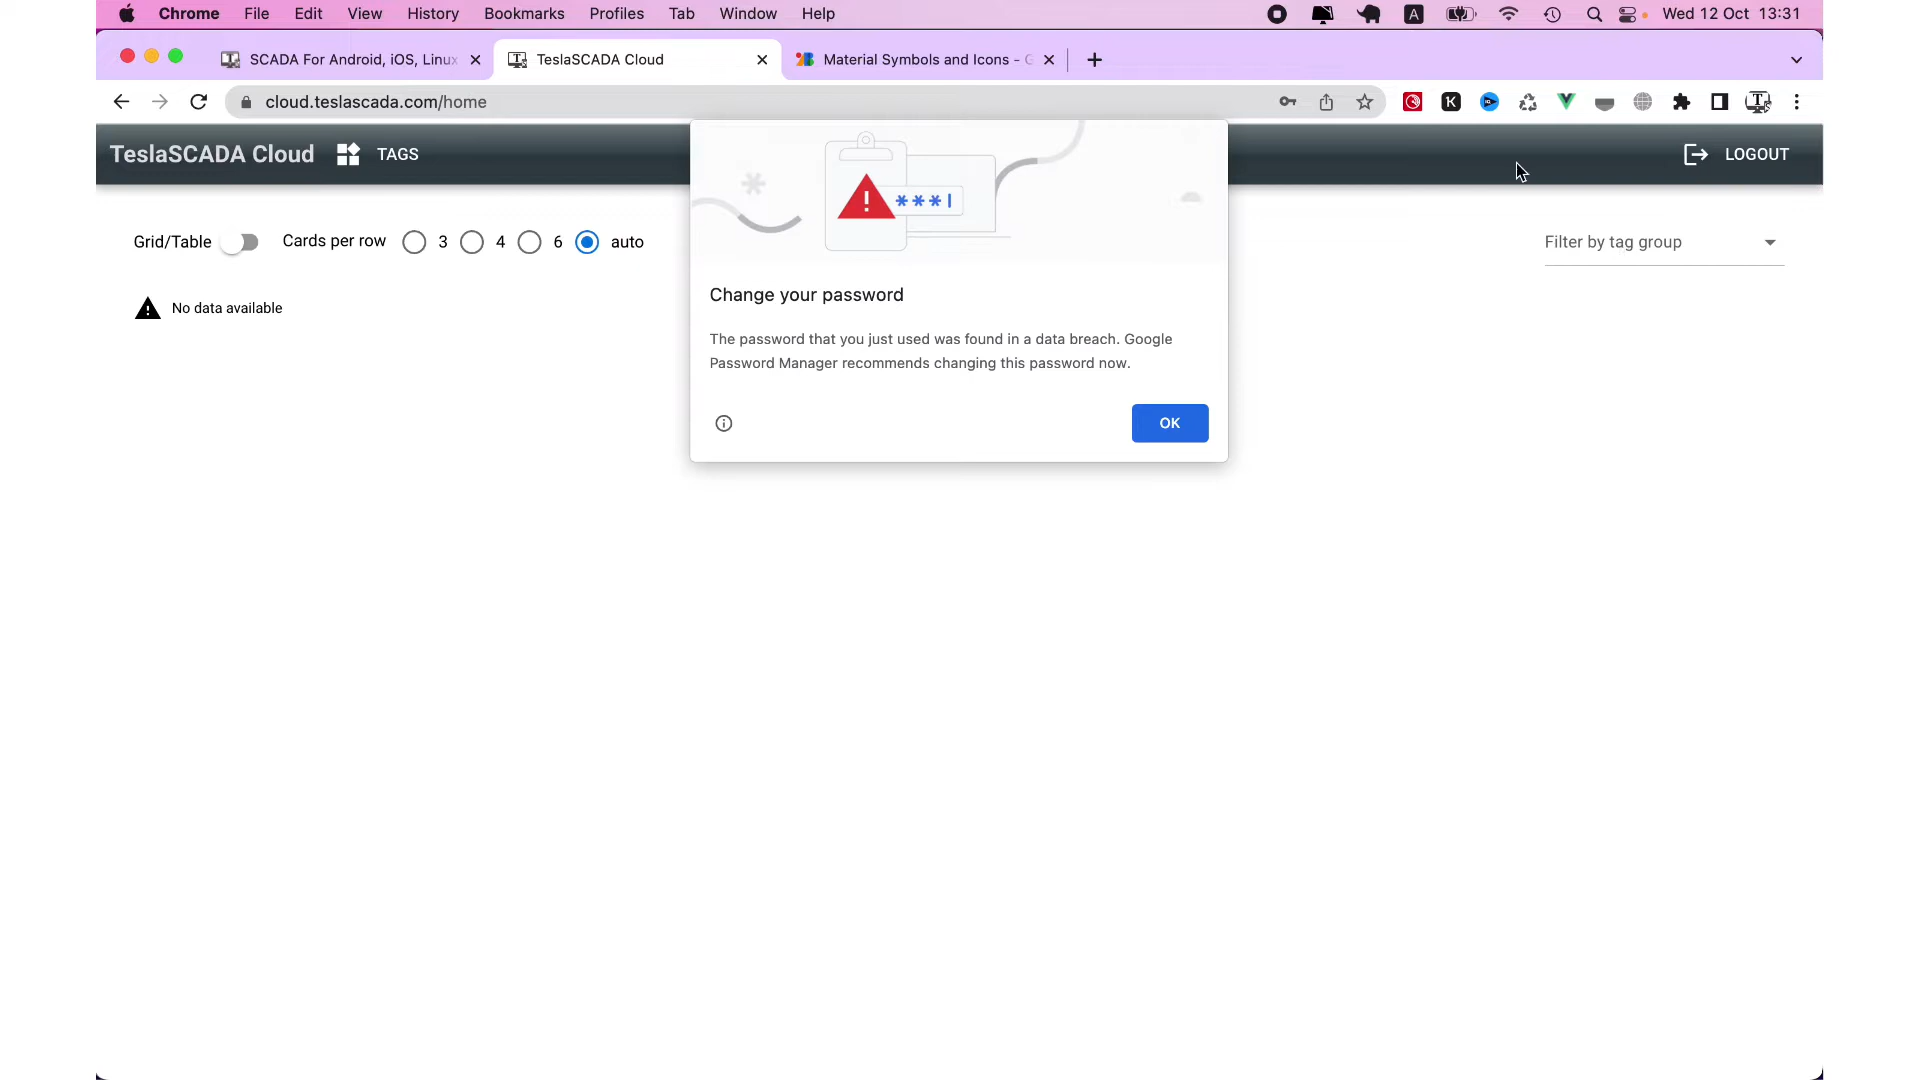 Chrome File Edit View History Bookmarks Profiles Tab Window Help A Wed 12 Oct 13:31
SCADA For Android, iOS, Linux TeslaSCADA Cloud Material Symbols and Icons - G
cloud.teslascada.com/home K
TeslaSCADA Cloud TAGS LOGOUT
***
Grid/Table Cards per row 3 4 6 auto Filter by tag group
No data available
Change your password
The password that you just used was found in a data breach. Google
Password Manager recommends changing this password now.
OK